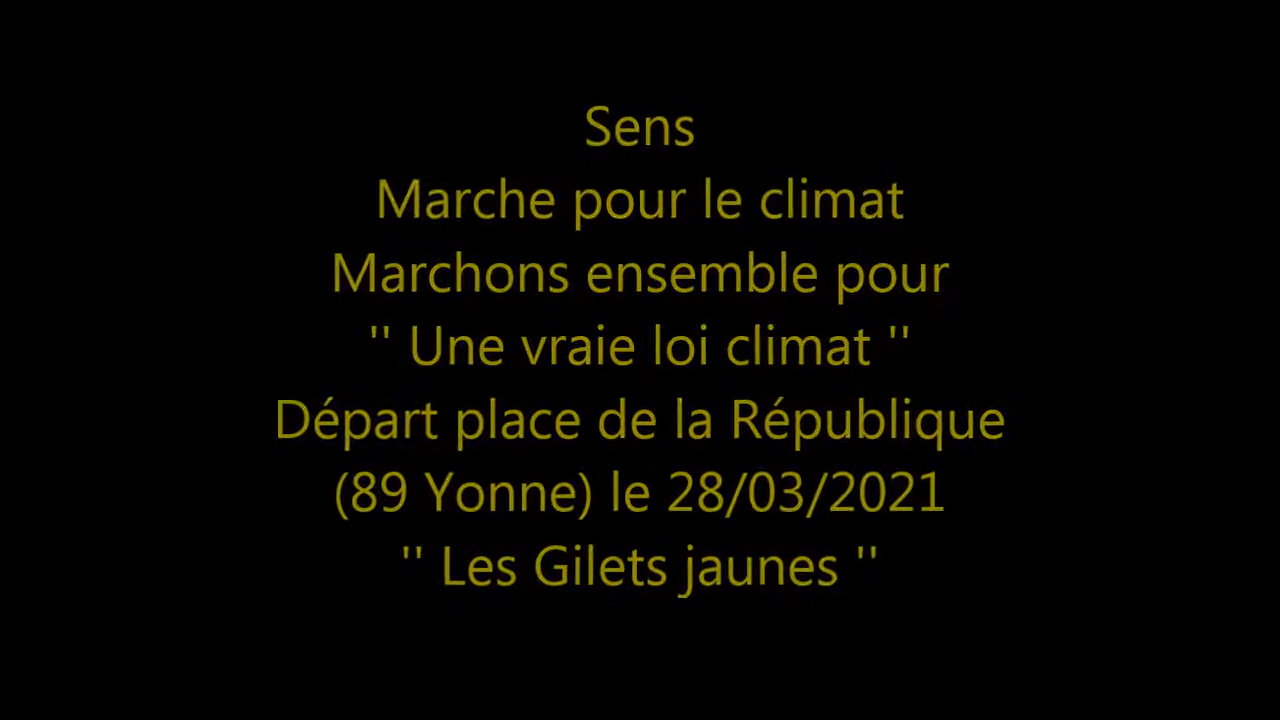 Sens
Marche pour le climat
Marchons ensemble pour
'' Une vraie loi climat ''
Départ place de la République
(89 Yonne) le 28/03/2021
'' Les Gilets jaunes ''